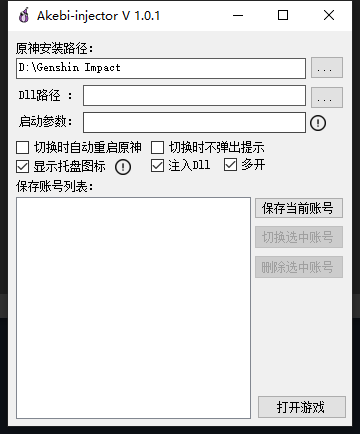 Akebi-injector V 1.0.1
原神安装路径:
D:\Genshin Impact
...
Dll路径 :
...
启动参数:
切换时自动重启原神 切换时不弹出提示
显示托盘图标 注入Dll 多开
保存账号列表:
保存当前账号
切换选中账号
删除选中账号
打开游戏